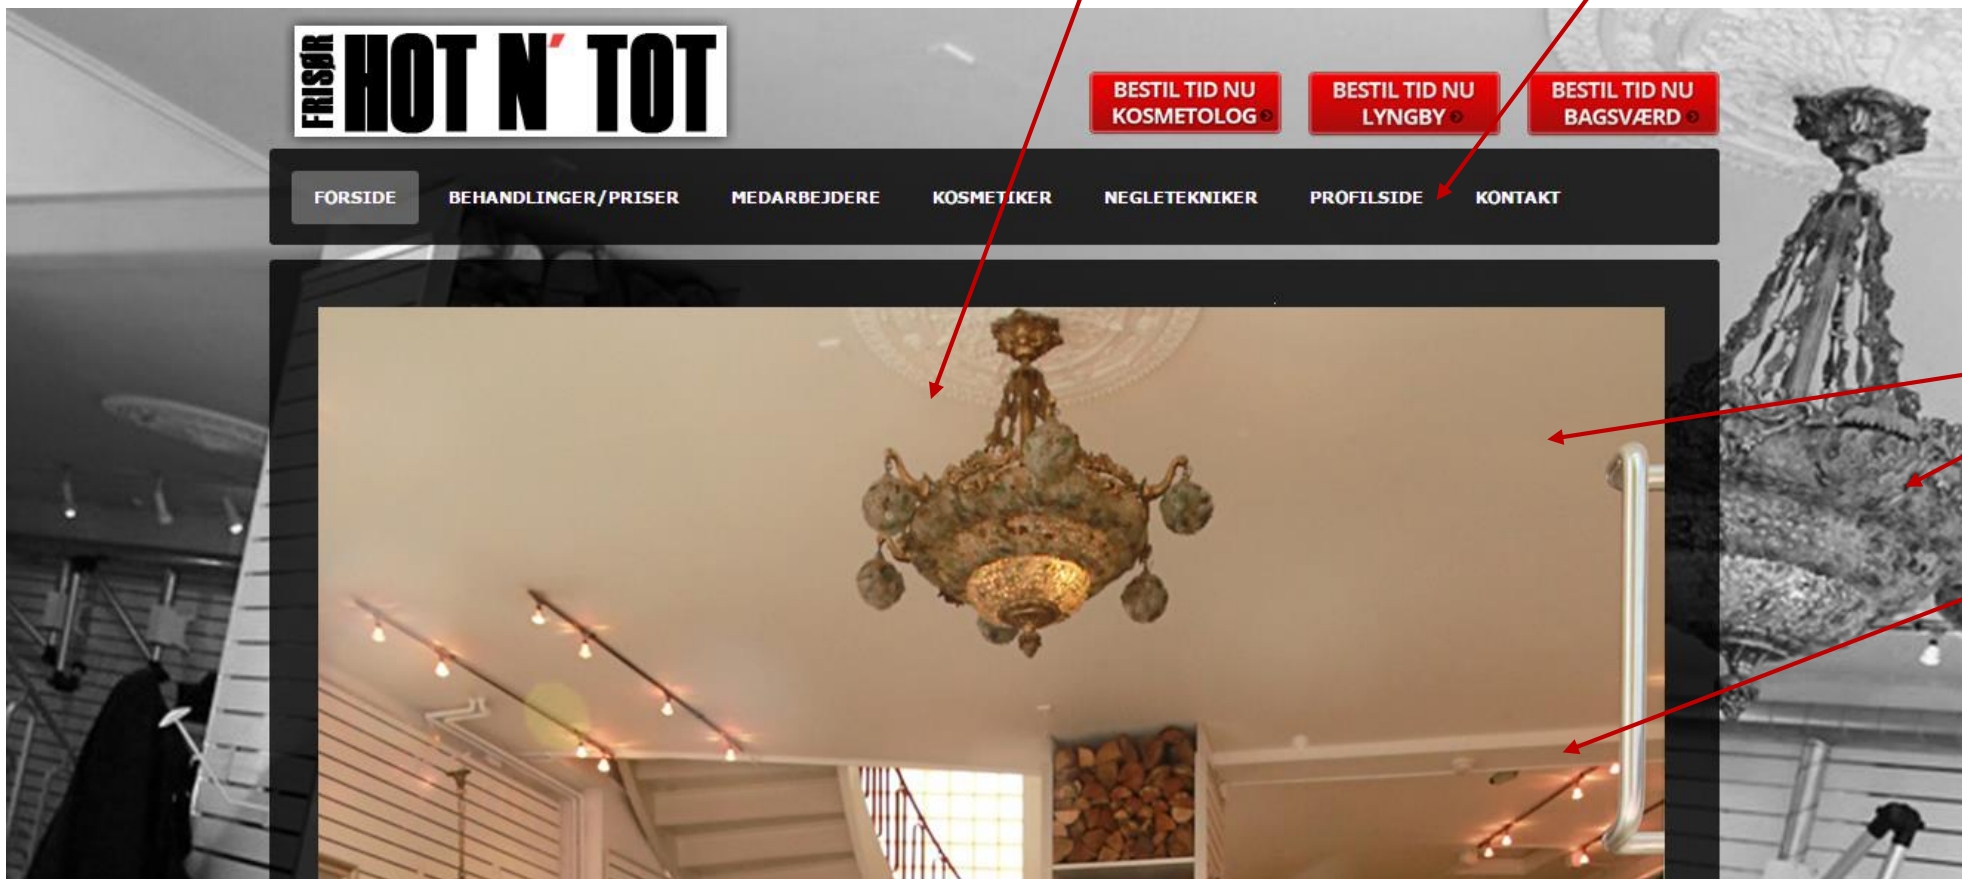 FRISØR
HOT N´ TOT
BESTIL TID NU
KOSMETOLOG
BESTIL TID NU
LYNGBY
BESTIL TID NU
BAGSVÆRD
FORSIDE BEHANDLINGER/PRISER MEDARBEJDERE KOSMETIKER NEGLETEKNIKER PROFILSIDE KONTAKT